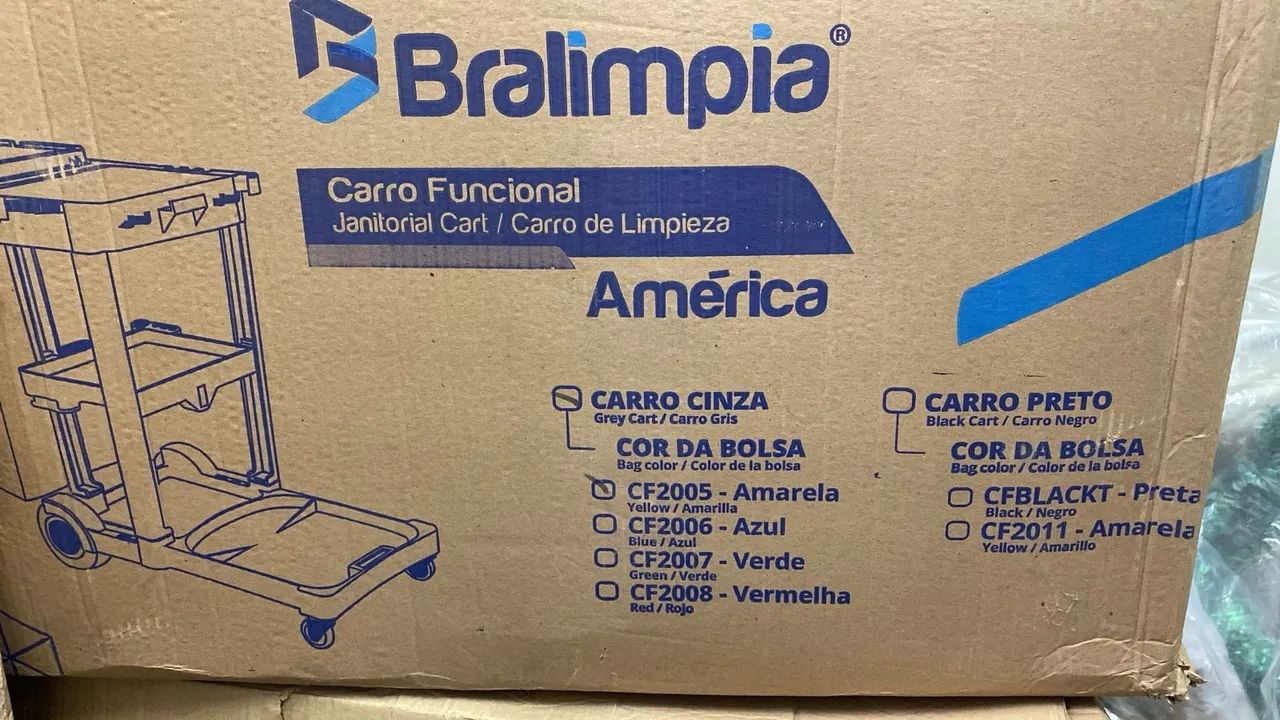 Bralimpia®
Carro Funcional
Janitorial Cart / Carro de Limpieza
América
CARRO CINZA
Grey Cart / Carro Gris
COR DA BOLSA
Bag color / Color de la bolsa
CF2005 - Amarela
Yellow / Amarilla
CF2006 - Azul
Blue / Azul
CF2007 - Verde
Green / Verde
CF2008 - Vermelha
Red / Rojo
CARRO PRETO
Black Cart / Carro Negro
COR DA BOLSA
Bag color / Color de la bolsa
CFBLACKT - Preta
Black / Negro
CF2011 - Amarela
Yellow / Amarillo